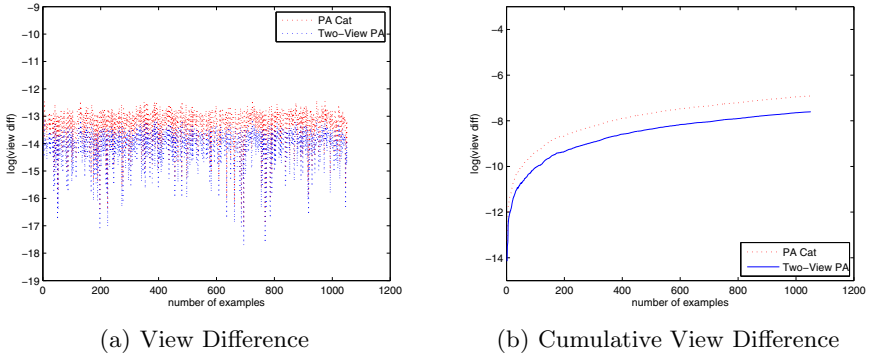 −9
−10
−11
−12
−13
−14
−15
−16
−17
−18
−19
0 200 400 600 800 1000 1200
log(view diff)
number of examples
PA Cat
Two−View PA
(a) View Difference
−3
−4
−6
−8
−10
−12
−14
0 200 400 600 800 1000 1200
log(view diff)
number of examples
PA Cat
Two−View PA
(b) Cumulative View Difference